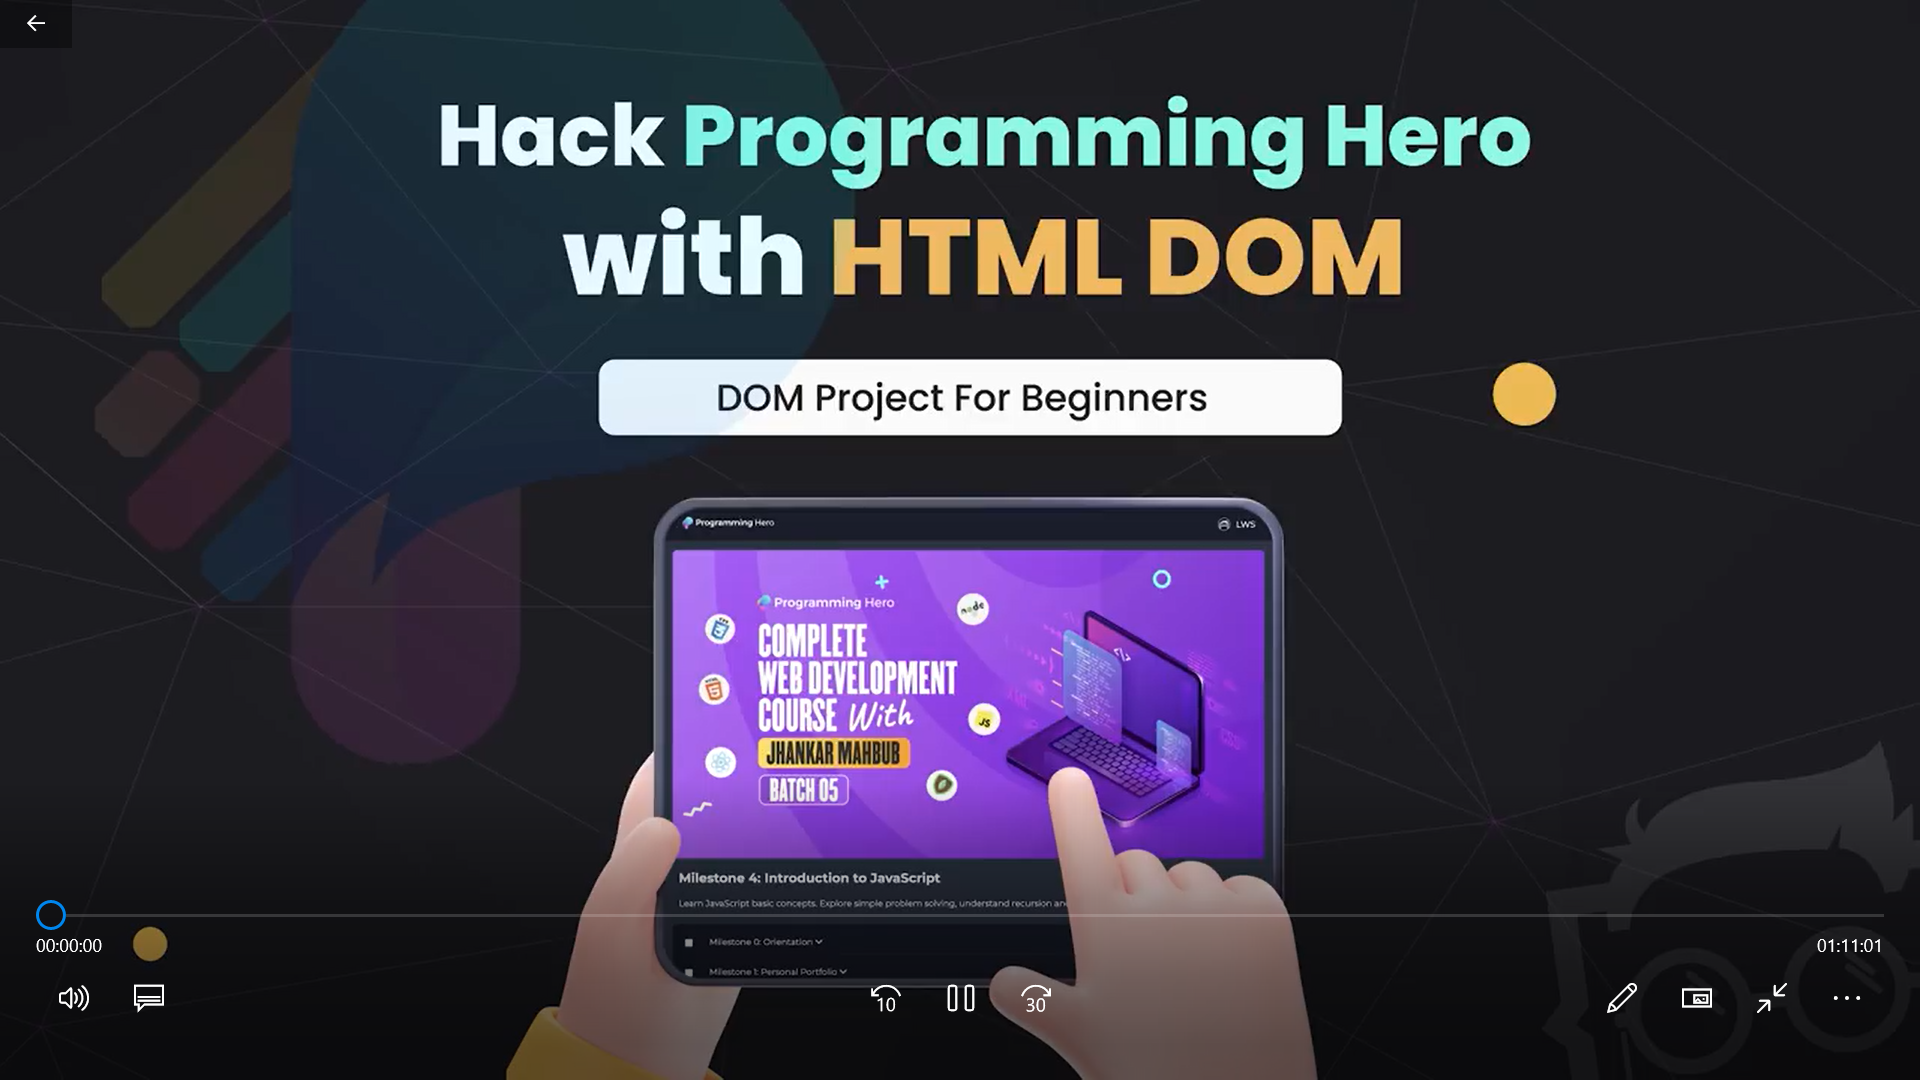 Hack Programming Hero
with HTML DOM
DOM Project For Beginners
Programming Hero
LWS
Programming Hero
node
COMPLETE
WEB DEVELOPMENT
COURSE With
JS
JHANKAR MAHBUB
BATCH 05
Milestone 4: Introduction to JavaScript
Learn JavaScript basic concepts. Explore simple problem solving, understand recursion an
00:00:00
01:11:01
Milestone 0: Orientation
Milestone 1: Personal Portfolio
10
30